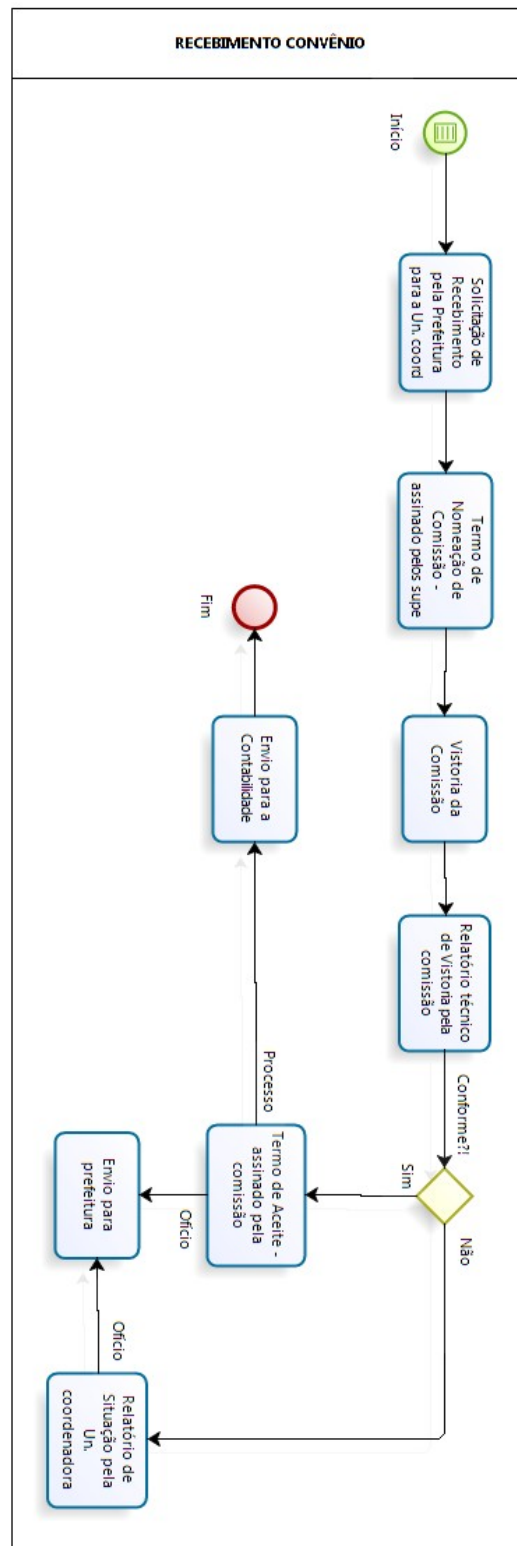 RECEBIMENTO CONVÊNIO
Início
Solicitação de
Recebimento
pela Prefeitura
para a Un. coord
Termo de
Nomeação de
Comissão -
assinado pelos supe
Vistoria da
Comissão
Relatório técnico
de Vistoria pela
comissão
Conforme?!
Não
Sim
Termo de Aceite -
assinado pela
comissão
Processo
Ofício
Envio para a
Contabilidade
Fim
Envio para
prefeitura
Ofício
Relatório de
Situação pela
Un.
coordenadora